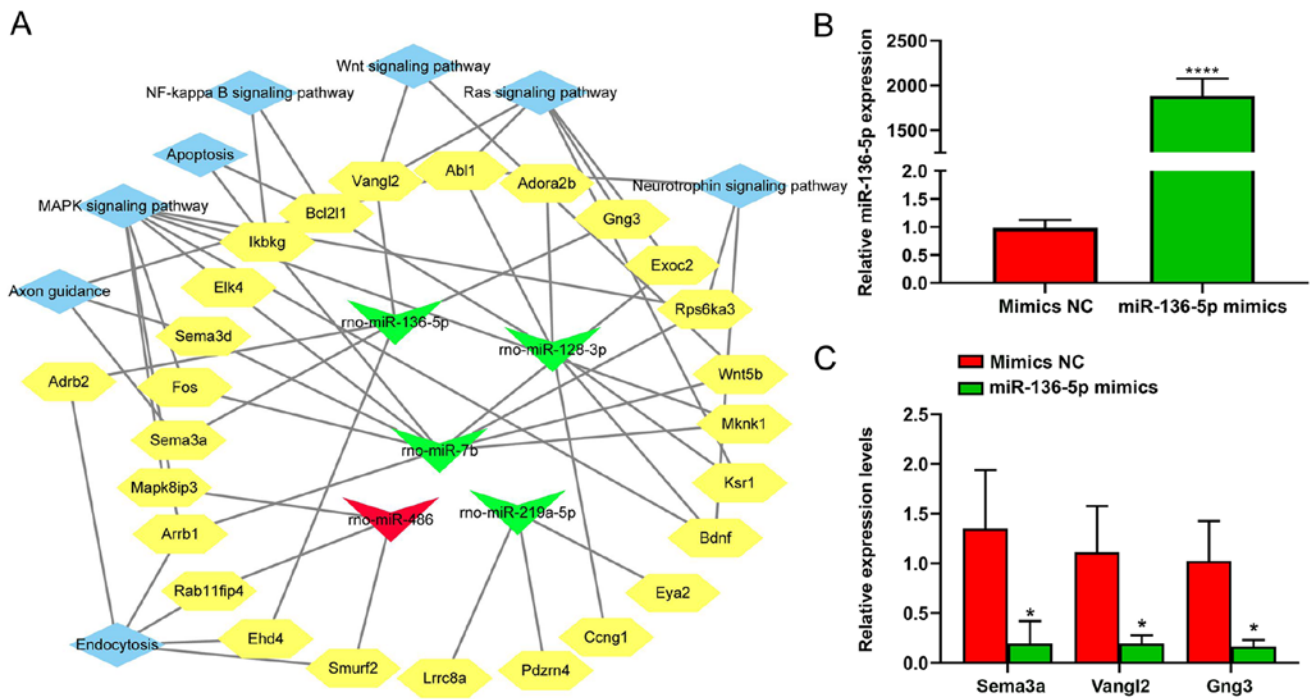 A
Wnt signaling pathway
NF-kappa B signaling pathway
Ras signaling pathway
Apoptosis
Neurotrophin signaling pathway
MAPK signaling pathway
Axon guidance
Endocytosis
Vangl2
Abl1
Adora2b
Bcl2l1
Gng3
Ikbkg
Exoc2
Elk4
Rps6ka3
Sema3d
rno-miR-136-5p
rno-miR-128-3p
Adrb2
Fos
Wnt5b
Sema3a
Mknk1
rno-miR-7b
Mapk8ip3
Ksr1
rno-miR-486
rno-miR-219a-5p
Arrb1
Bdnf
Rab11fip4
Eya2
Ehd4
Ccng1
Smurf2
Lrrc8a
Pdzrn4
B
Relative miR-136-5p expression
2500
2000
1500
1000
2.0
1.5
1.0
0.5
0.0
****
Mimics NC
miR-136-5p mimics
C
Mimics NC
miR-136-5p mimics
Relative expression levels
2.5
2.0
1.5
1.0
0.5
0.0
*
*
*
Sema3a
Vangl2
Gng3